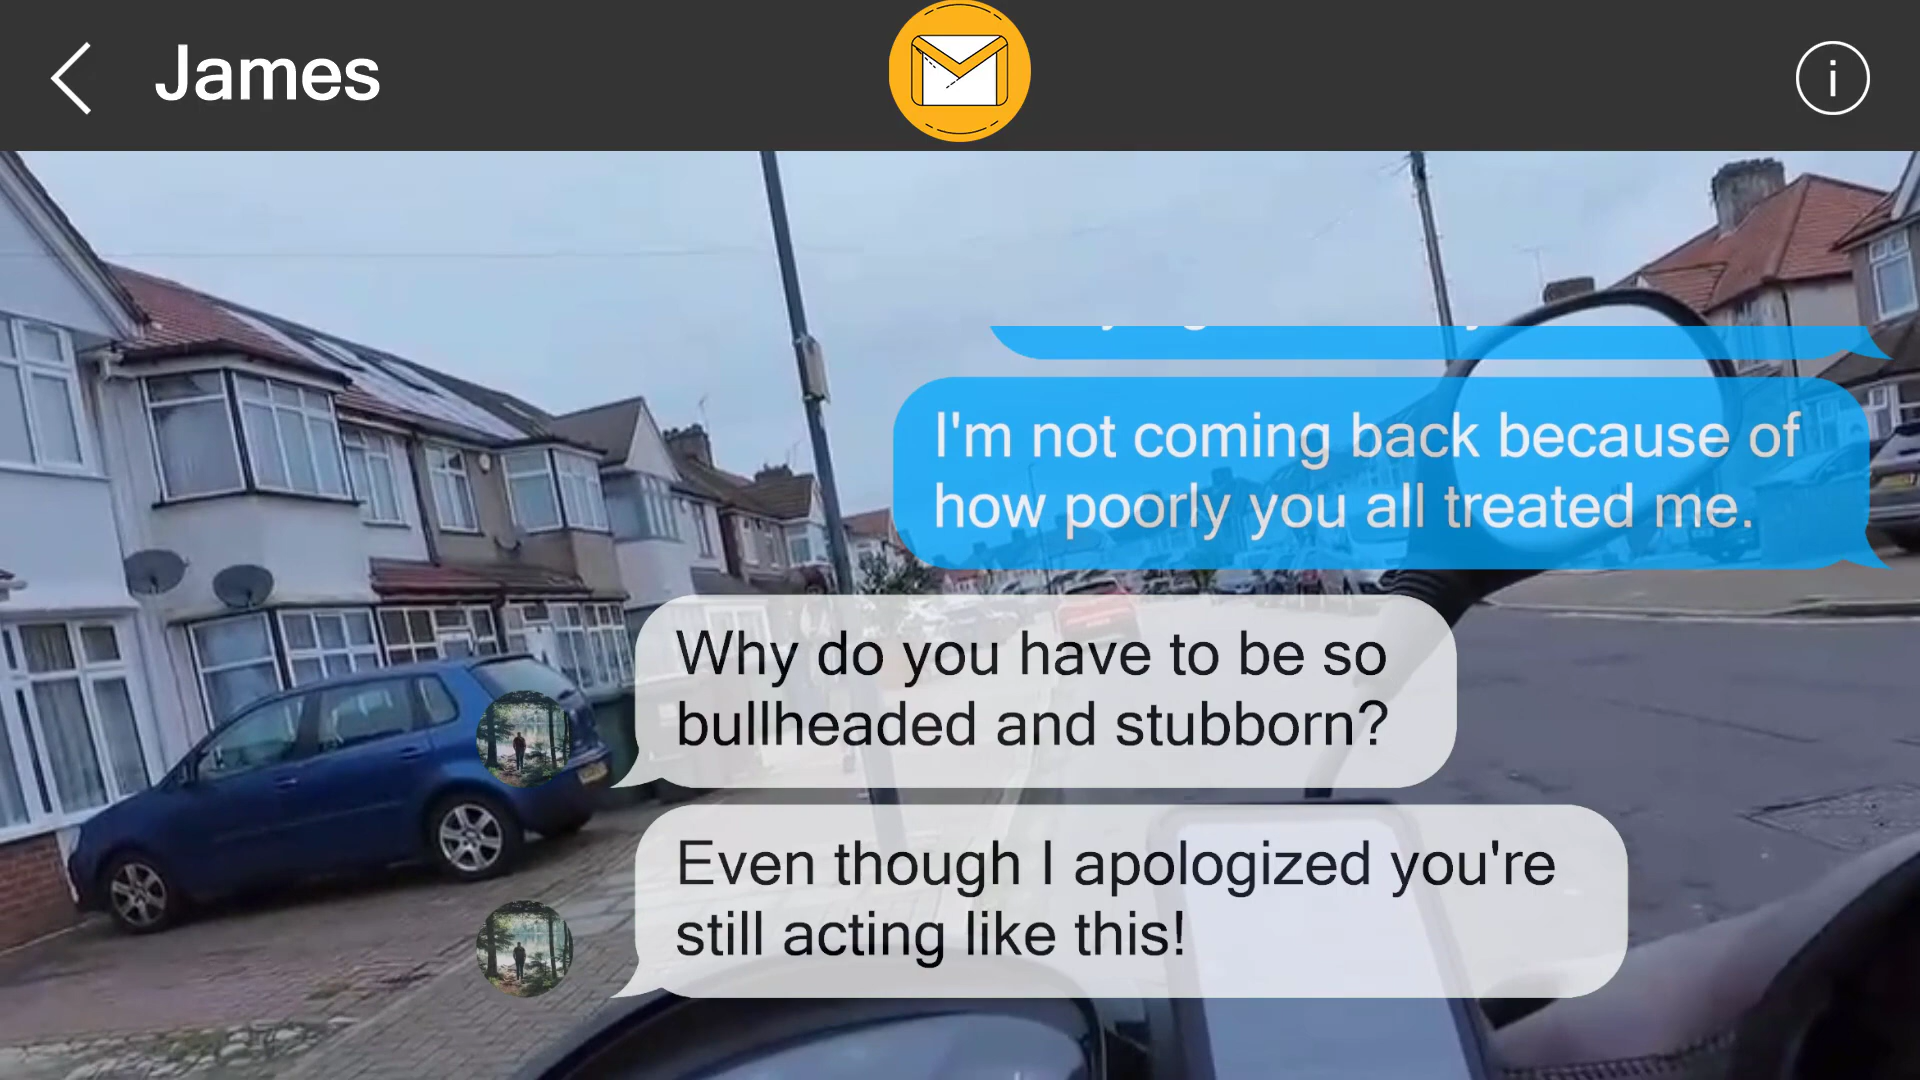 James
I'm not coming back because of
how poorly you all treated me.
Why do you have to be so
bullheaded and stubborn?
Even though I apologized you're
still acting like this!